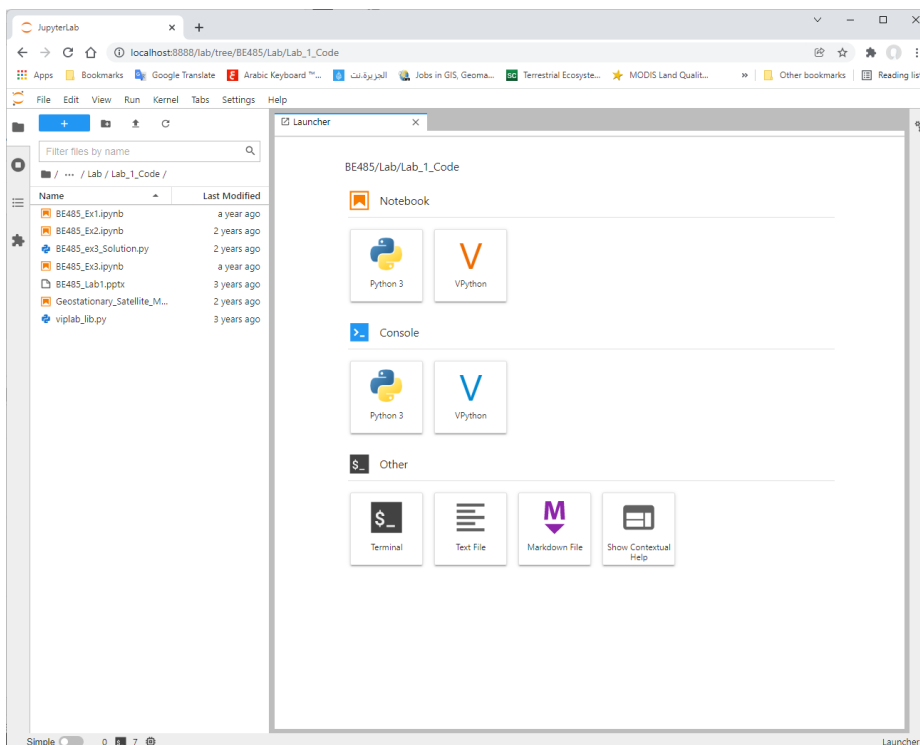 JupyterLab
localhost:8888/lab/tree/BE485/Lab/Lab_1_Code
Apps Bookmarks Google Translate Arabic Keyboard ™... الجزيرة.نت Jobs in GIS, Geoma... Terrestrial Ecosyste... MODIS Land Qualit... » Other bookmarks Reading lis
File Edit View Run Kernel Tabs Settings Help
Launcher
Filter files by name
/ ··· / Lab / Lab_1_Code /
Name Last Modified
BE485_Ex1.ipynb a year ago
BE485_Ex2.ipynb 2 years ago
BE485_ex3_Solution.py 2 years ago
BE485_Ex3.ipynb a year ago
BE485_Lab1.pptx 3 years ago
Geostationary_Satellite_M... 2 years ago
viplab_lib.py 3 years ago
BE485/Lab/Lab_1_Code
Notebook
Python 3 VPython
Console
Python 3 VPython
$_ Other
$_ M
Terminal Text File Markdown File Show Contextual
Help
Simple 0 $_ 7 Launcher